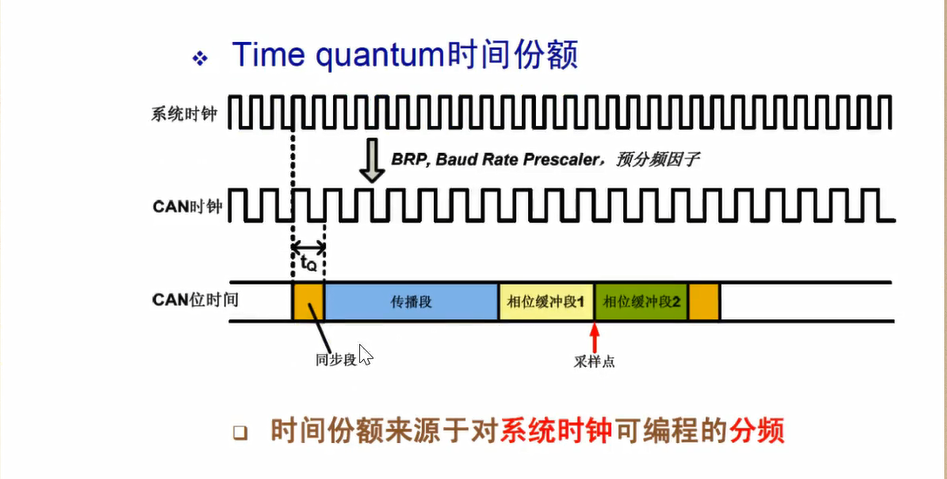 Time quantum时间份额
系统时钟
BRP, Baud Rate Prescaler，预分频因子
CAN时钟
tQ
CAN位时间
传播段
相位缓冲段1
相位缓冲段2
同步段
采样点
时间份额来源于对系统时钟可编程的分频